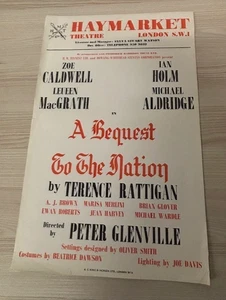 HAYMARKET
THEATRE LONDON S.W.1
ZOE IAN
CALDWELL HOLM
LEUEEN MICHAEL
MacGRATH ALDRIDGE
in
A Bequest
To The Nation
by TERENCE RATTIGAN
A. J. BROWN MARISA MERLINI BRIAN GLOVER
EWAN ROBERTS JUNE HARVEY MICHAEL WARDLE
Directed
by PETER GLENVILLE
Settings designed by OLIVER SMITH
Costumes by BEATRICE DAWSON Lighting by JOE DAVIS